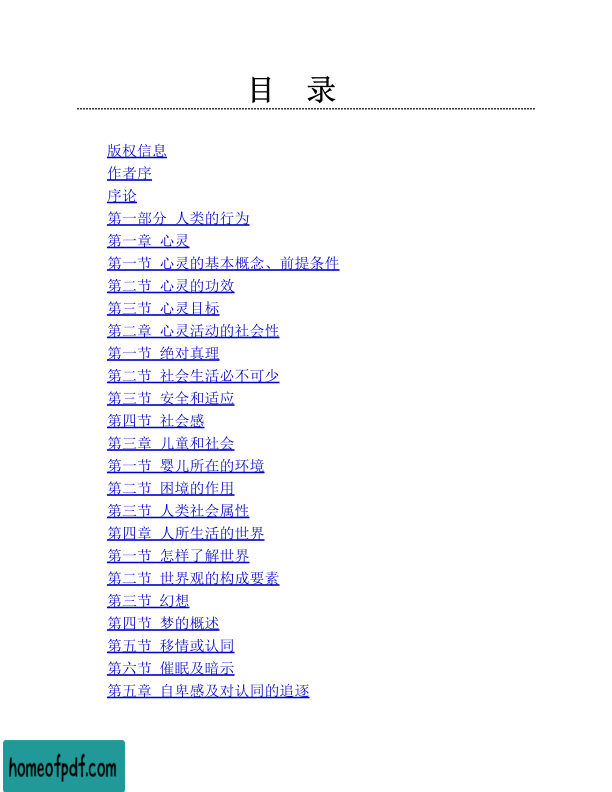 目 录
版权信息
作者序
序论
第一部分 人类的行为
第一章 心灵
第一节 心灵的基本概念、前提条件
第二节 心灵的功效
第三节 心灵目标
第二章 心灵活动的社会性
第一节 绝对真理
第二节 社会生活必不可少
第三节 安全和适应
第四节 社会感
第三章 儿童和社会
第一节 婴儿所在的环境
第二节 困境的作用
第三节 人类社会属性
第四章 人所生活的世界
第一节 怎样了解世界
第二节 世界观的构成要素
第三节 幻想
第四节 梦的概述
第五节 移情或认同
第六节 催眠及暗示
第五章 自卑感及对认同的追逐
homeofpdf.com